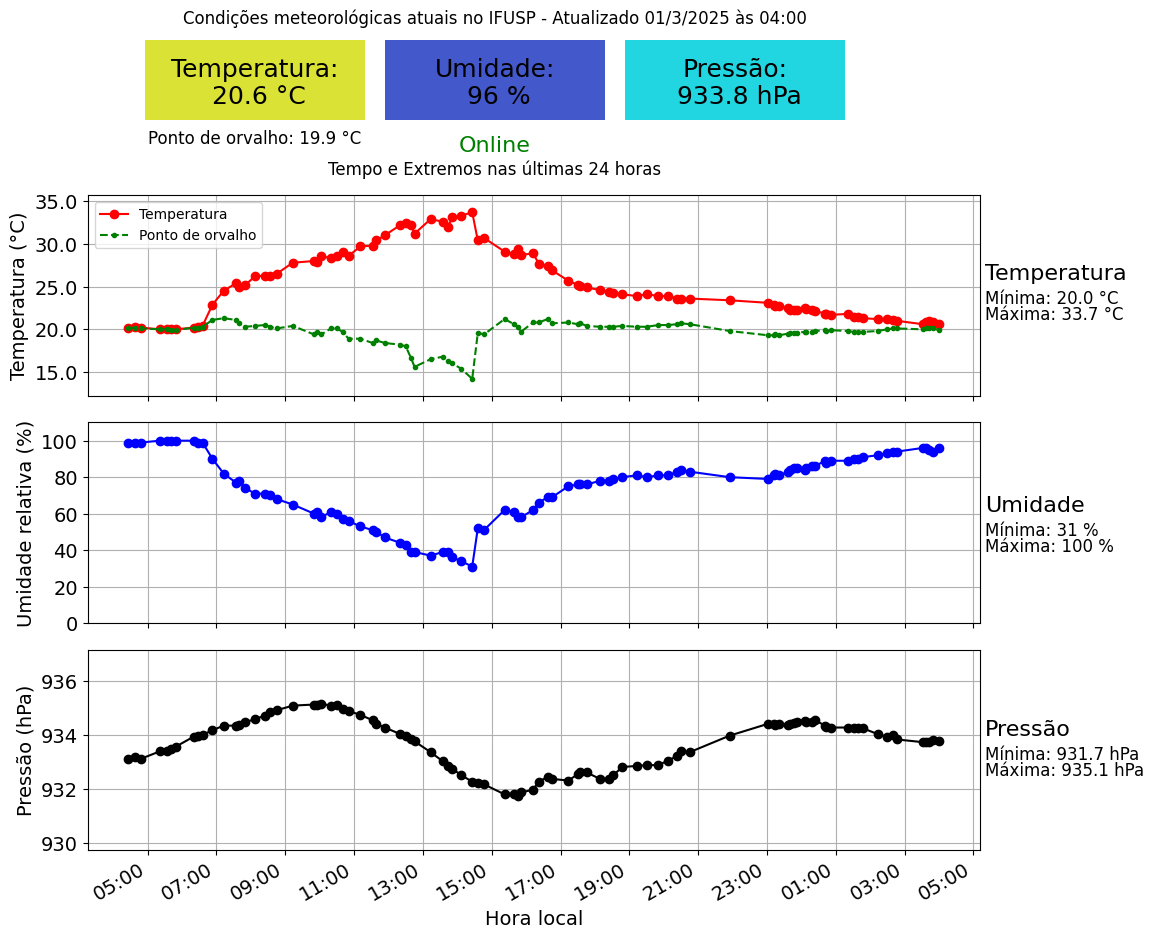 Condições meteorológicas atuais no IFUSP - Atualizado 01/3/2025 às 04:00
Temperatura:
20.6 °C
Umidade:
96 %
Pressão:
933.8 hPa
Ponto de orvalho: 19.9 °C
Online
Tempo e Extremos nas últimas 24 horas
Temperatura (°C)
35.0
30.0
25.0
20.0
15.0
Temperatura
Ponto de orvalho
Temperatura
Mínima: 20.0 °C
Máxima: 33.7 °C
Umidade relativa (%)
100
80
60
40
20
0
Umidade
Mínima: 31 %
Máxima: 100 %
Pressão (hPa)
936
934
932
930
Pressão
Mínima: 931.7 hPa
Máxima: 935.1 hPa
05:00
07:00
09:00
11:00
13:00
15:00
17:00
19:00
21:00
23:00
01:00
03:00
05:00
Hora local